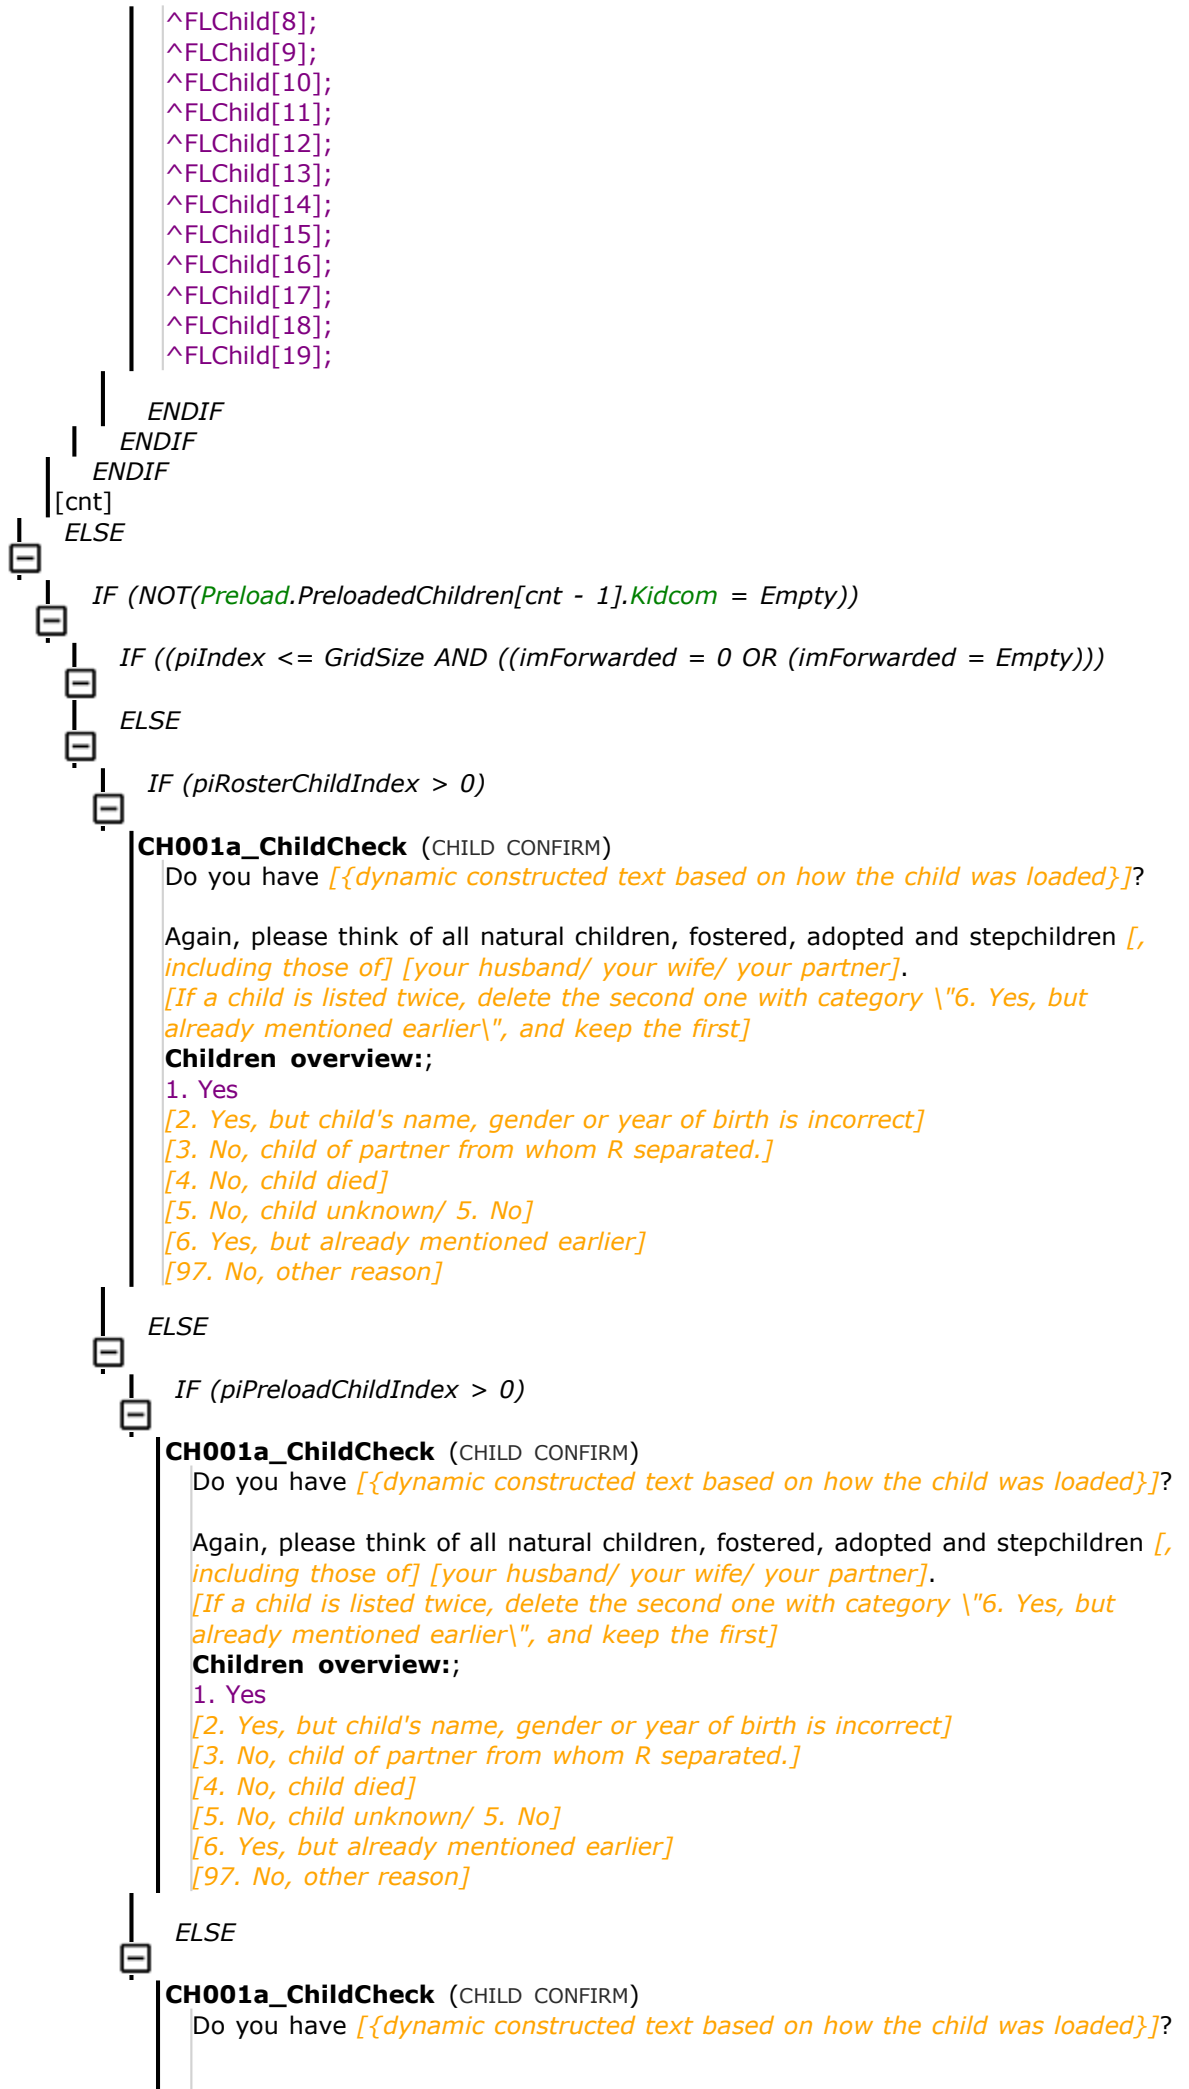 ^FLChild[8];
^FLChild[9];
^FLChild[10];
^FLChild[11];
^FLChild[12];
^FLChild[13];
^FLChild[14];
^FLChild[15];
^FLChild[16];
^FLChild[17];
^FLChild[18];
^FLChild[19];
ENDIF
ENDIF
ENDIF
[cnt]
ELSE
IF (NOT(Preload.PreloadedChildren[cnt - 1].Kidcom = Empty))
IF ((piIndex <= GridSize AND ((imForwarded = 0 OR (imForwarded = Empty)))
ELSE
IF (piRosterChildIndex > 0)
CH001a_ChildCheck (CHILD CONFIRM)
Do you have [{dynamic constructed text based on how the child was loaded}]?
Again, please think of all natural children, fostered, adopted and stepchildren [,
including those of] [your husband/ your wife/ your partner].
[If a child is listed twice, delete the second one with category \"6. Yes, but
already mentioned earlier\", and keep the first]
Children overview:;
1. Yes
[2. Yes, but child's name, gender or year of birth is incorrect]
[3. No, child of partner from whom R separated.]
[4. No, child died]
[5. No, child unknown/ 5. No]
[6. Yes, but already mentioned earlier]
[97. No, other reason]
ELSE
IF (piPreloadChildIndex > 0)
CH001a_ChildCheck (CHILD CONFIRM)
Do you have [{dynamic constructed text based on how the child was loaded}]?
Again, please think of all natural children, fostered, adopted and stepchildren [,
including those of] [your husband/ your wife/ your partner].
[If a child is listed twice, delete the second one with category \"6. Yes, but
already mentioned earlier\", and keep the first]
Children overview:;
1. Yes
[2. Yes, but child's name, gender or year of birth is incorrect]
[3. No, child of partner from whom R separated.]
[4. No, child died]
[5. No, child unknown/ 5. No]
[6. Yes, but already mentioned earlier]
[97. No, other reason]
ELSE
CH001a_ChildCheck (CHILD CONFIRM)
Do you have [{dynamic constructed text based on how the child was loaded}]?